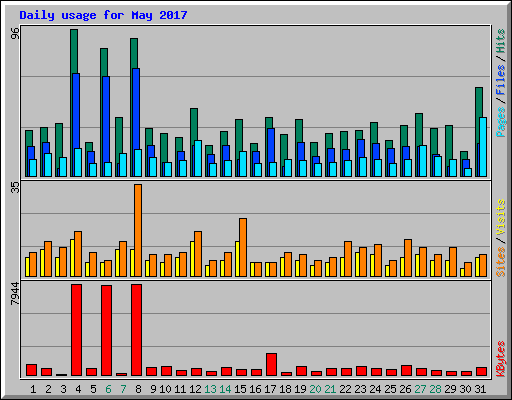 Daily usage for May 2017
96
Pages / Files / Hits
35
Sites / Visits
7944
KBytes
1 2 3 4 5 6 7 8 9 10 11 12 13 14 15 16 17 18 19 20 21 22 23 24 25 26 27 28 29 30 31